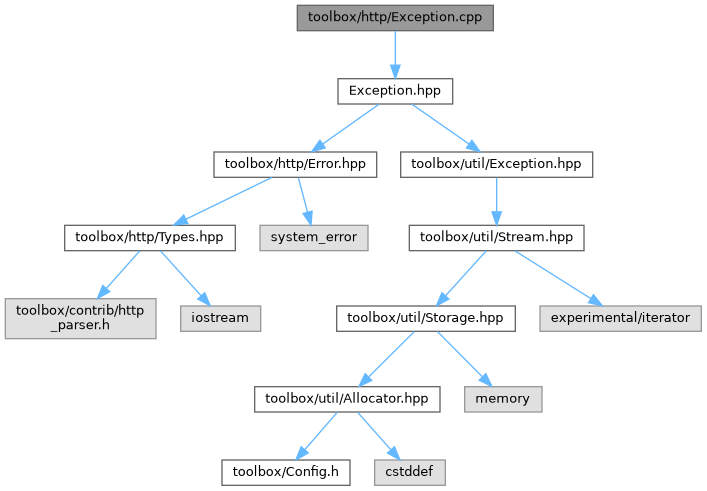 toolbox/http/Exception.cpp
Exception.hpp
toolbox/http/Error.hpp
toolbox/util/Exception.hpp
toolbox/http/Types.hpp
system_error
toolbox/util/Stream.hpp
toolbox/contrib/http
_parser.h
iostream
toolbox/util/Storage.hpp
experimental/iterator
toolbox/util/Allocator.hpp
memory
toolbox/Config.h
cstddef